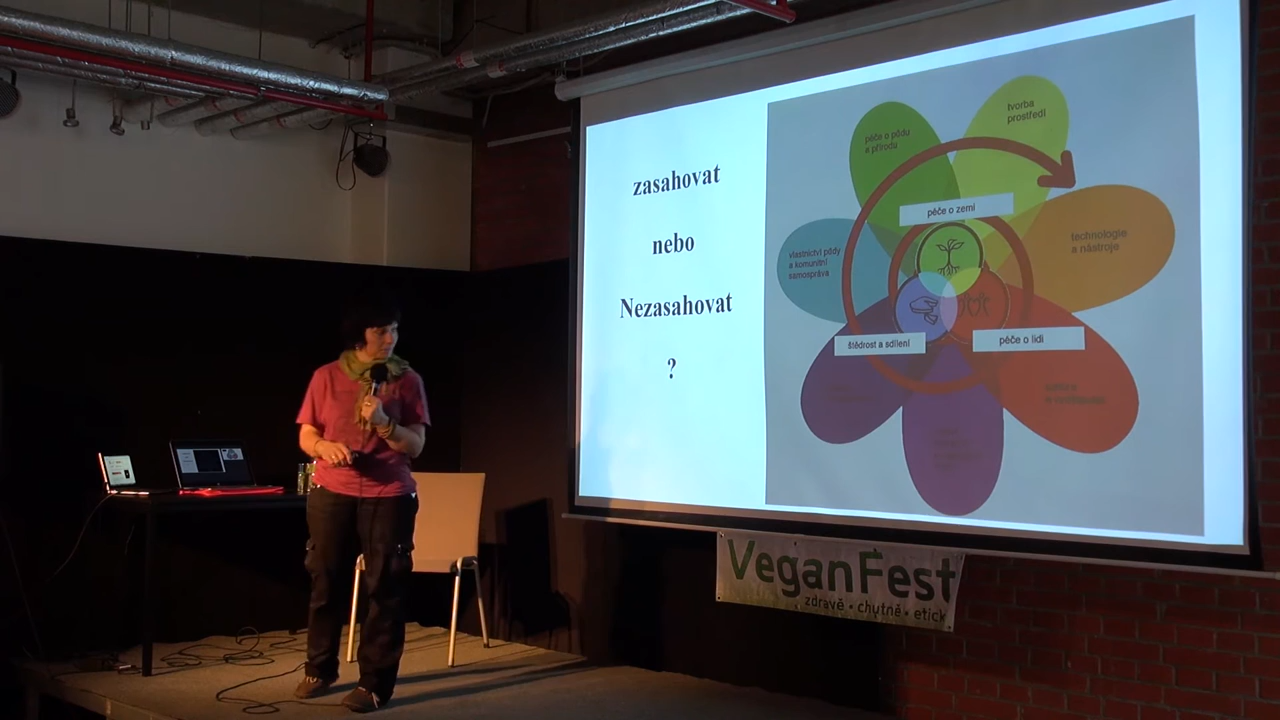 zasahovat
nebo
Nezasahovat
?
péče o půdu
a přírodu
tvorba
prostředí
péče o zemi
technologie
a nástroje
vlastnictví půdy
a komunitní
samospráva
štědrost a sdílení
péče o lidi
VeganFest
zdravě • chutně • etick